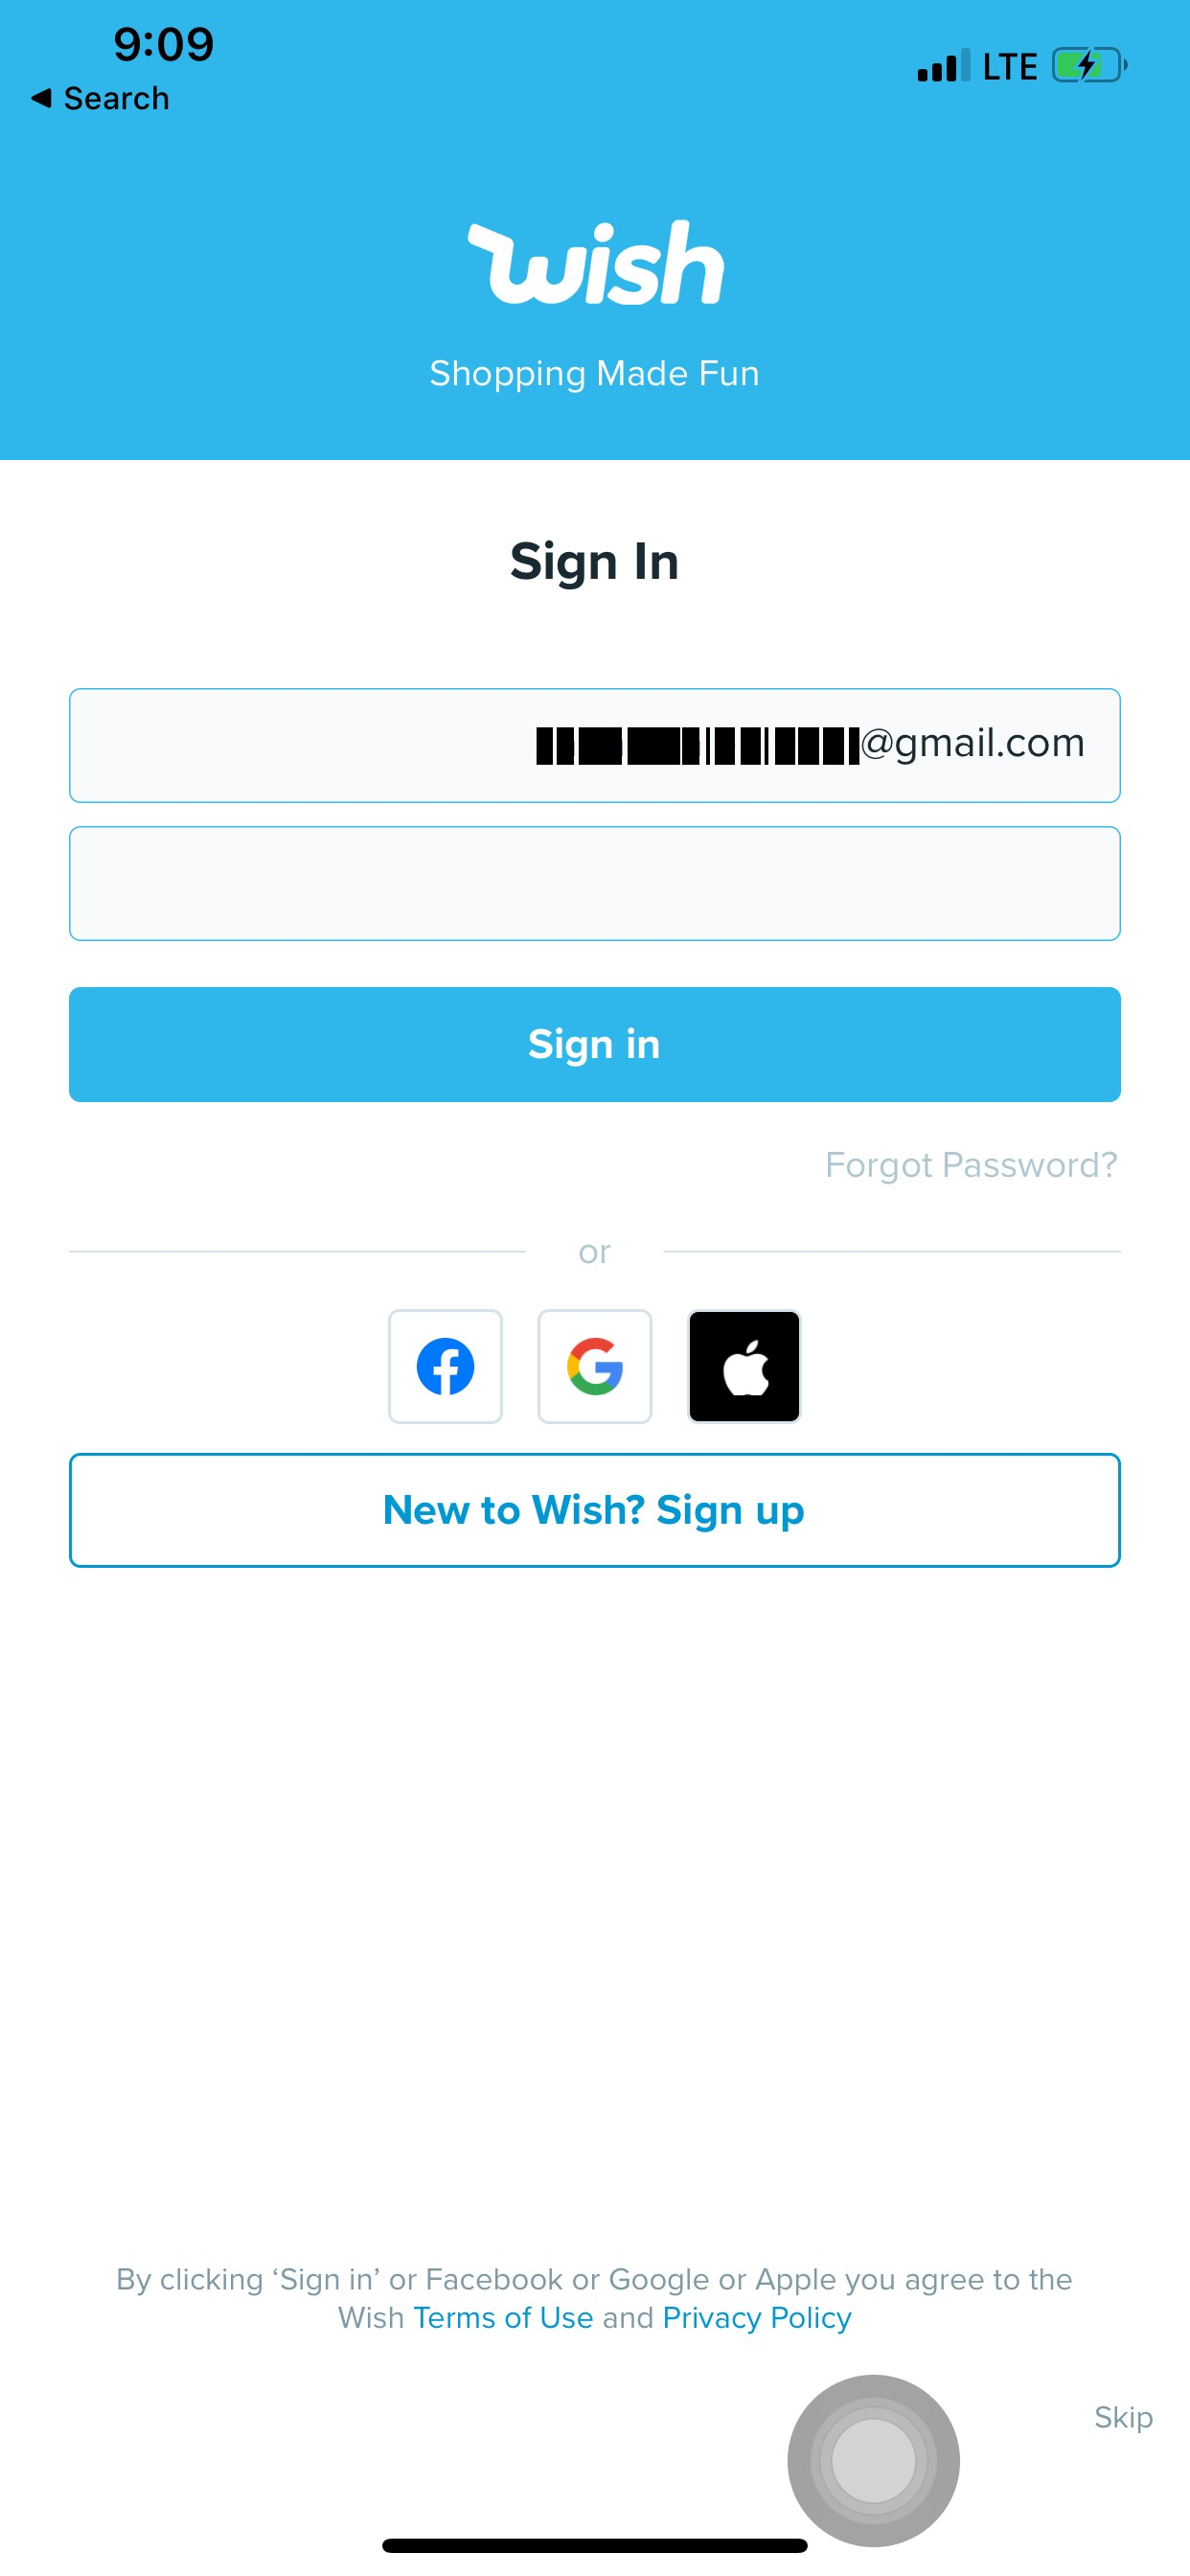 9:09
LTE
◀ Search
wish
Shopping Made Fun
Sign In
@gmail.com
Sign in
Forgot Password?
or
New to Wish? Sign up
By clicking ‘Sign in’ or Facebook or Google or Apple you agree to the
Wish Terms of Use and Privacy Policy
Skip